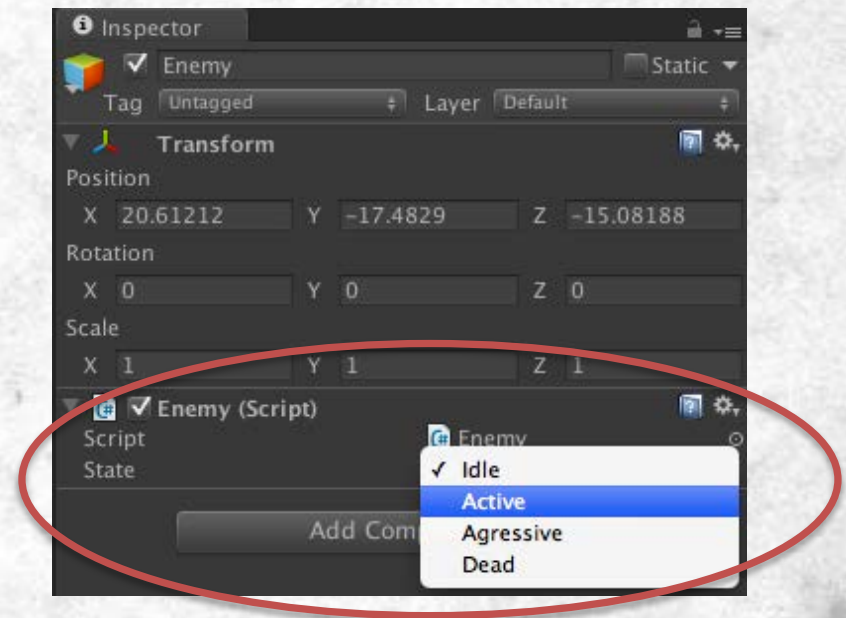 Inspector
Enemy Static
Tag Untagged Layer Default
Transform
Position
X 20.61212 Y -17.4829 Z -15.08188
Rotation
X 0 Y 0 Z 0
Scale
X 1 Y 1 Z 1
Enemy (Script)
Script Enemy
State
Idle
Active
Add Com
Agressive
Dead